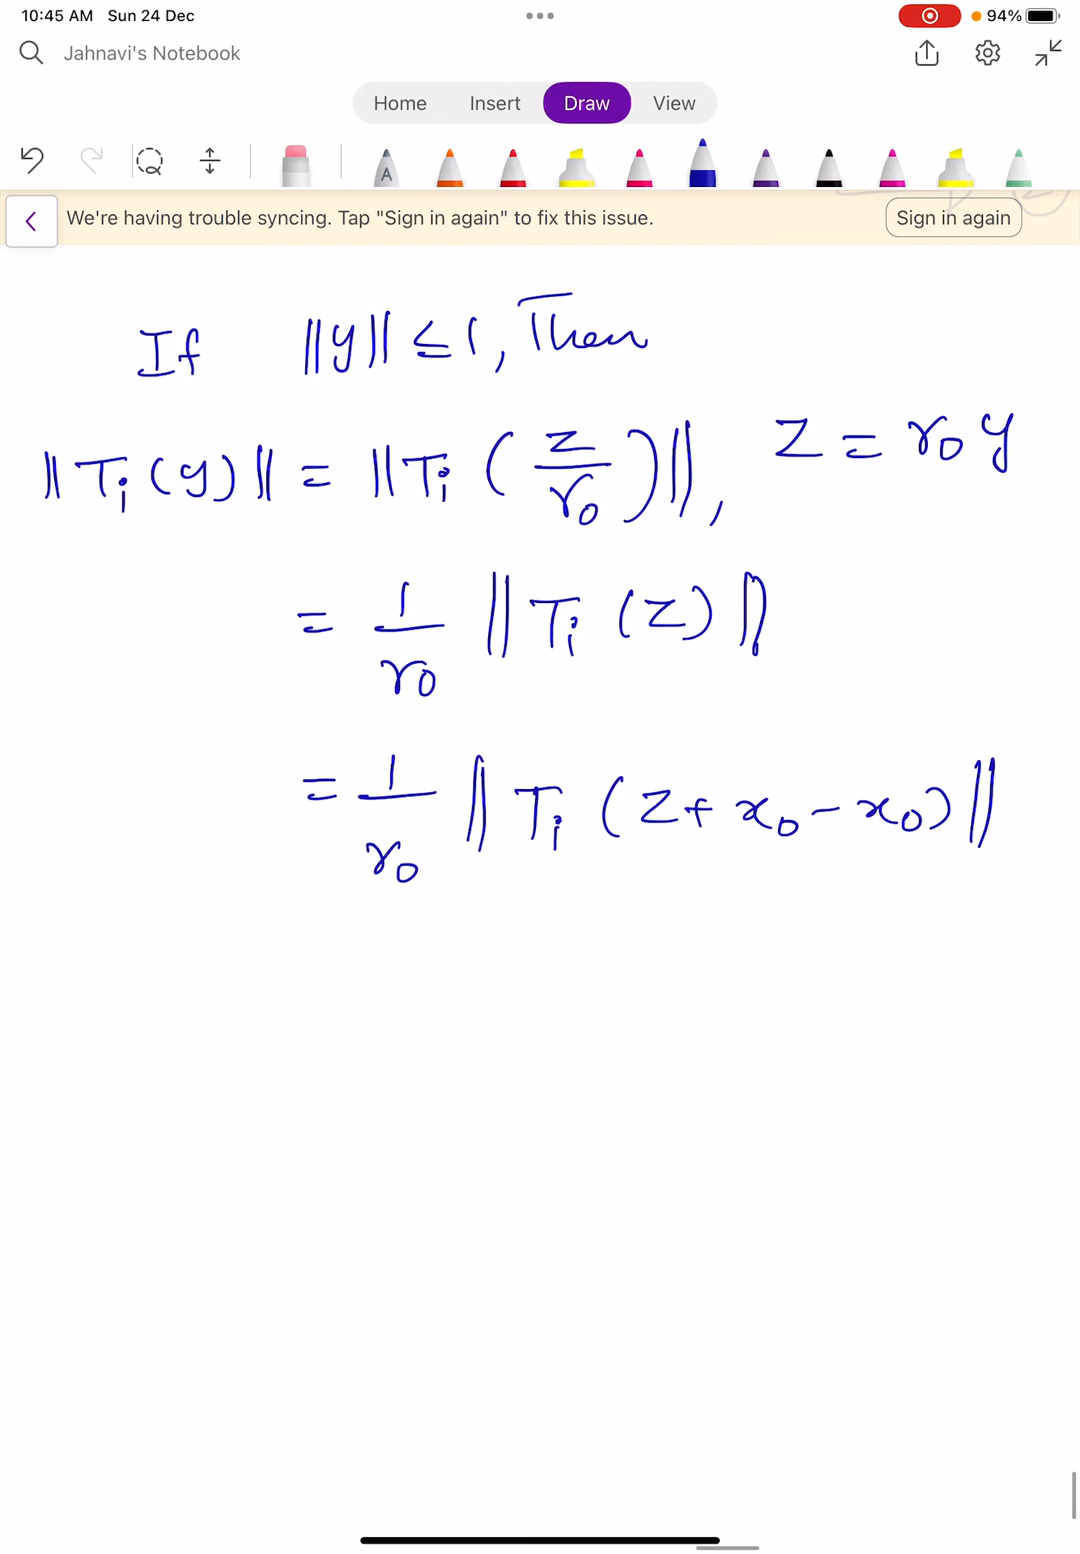 10:45 AM Sun 24 Dec 94%
Jahnavi's Notebook
Home Insert Draw View
A
We're having trouble syncing. Tap "Sign in again" to fix this issue. Sign in again
If ||y|| ≤ 1, Then
||Ti(y)|| = ||Ti(z/r0)||, z = r0 y
= 1/r0 ||Ti(z)||
= 1/r0 ||Ti(z + x0 - x0)||